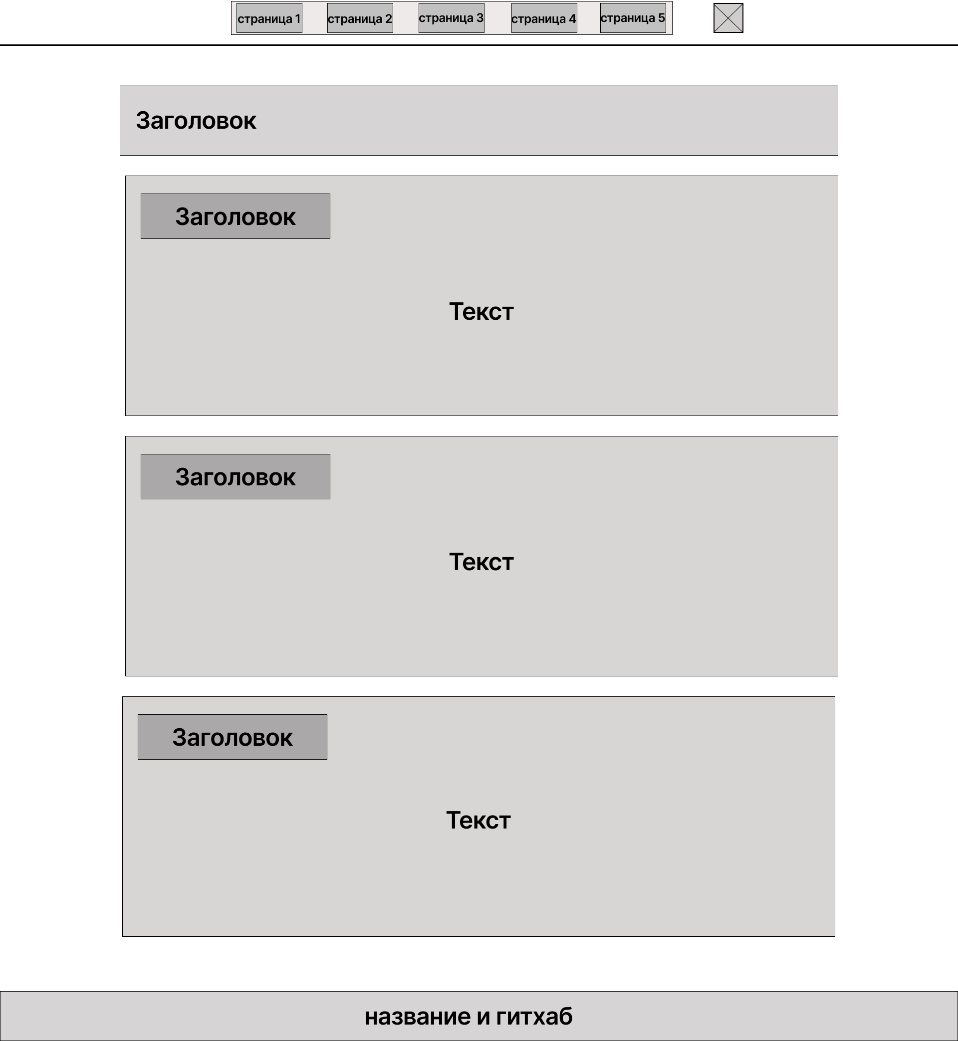 страница 1
страница 2
страница 3
страница 4
страница 5
Заголовок
Заголовок
Текст
Заголовок
Текст
Заголовок
Текст
название и гитхаб